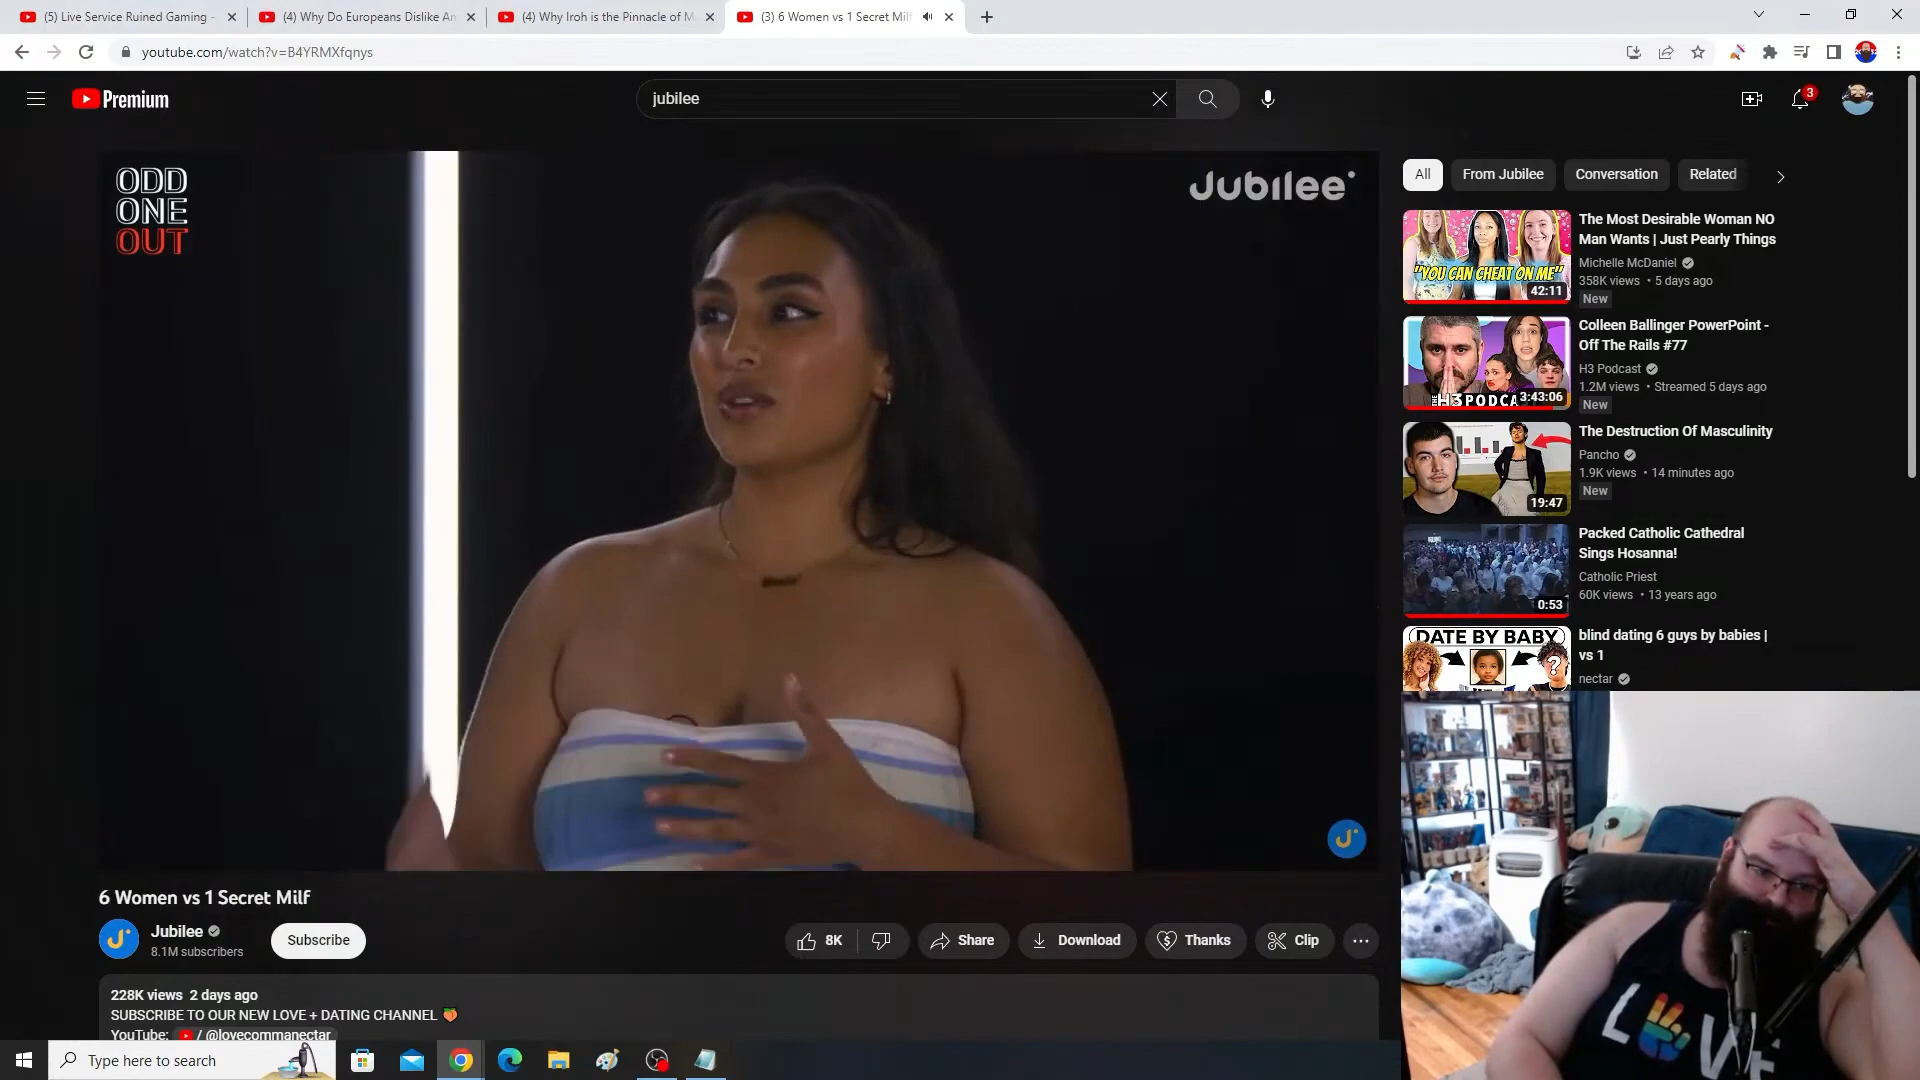 (5) Live Service Ruined Gaming -
(4) Why Do Europeans Dislike An
(4) Why Iroh is the Pinnacle of M
(3) 6 Women vs 1 Secret Milf
youtube.com/watch?v=B4YRMXfqnys
Premium
jubilee
3
ODD
ONE
OUT
Jubilee
All
From Jubilee
Conversation
Related
"YOU CAN CHEAT ON ME"
42:11
The Most Desirable Woman NO
Man Wants | Just Pearly Things
Michelle McDaniel
358K views • 5 days ago
New
THE H3 PODCA
3:43:06
Colleen Ballinger PowerPoint -
Off The Rails #77
H3 Podcast
1.2M views • Streamed 5 days ago
New
19:47
The Destruction Of Masculinity
Pancho
1.9K views • 14 minutes ago
New
0:53
Packed Catholic Cathedral
Sings Hosanna!
Catholic Priest
60K views • 13 years ago
DATE BY BABY
?
blind dating 6 guys by babies |
vs 1
nectar
6 Women vs 1 Secret Milf
Jubilee
8.1M subscribers
Subscribe
8K
Share
Download
Thanks
Clip
228K views 2 days ago
SUBSCRIBE TO OUR NEW LOVE + DATING CHANNEL 🍑
YouTube: / @lovecommanectar
Type here to search